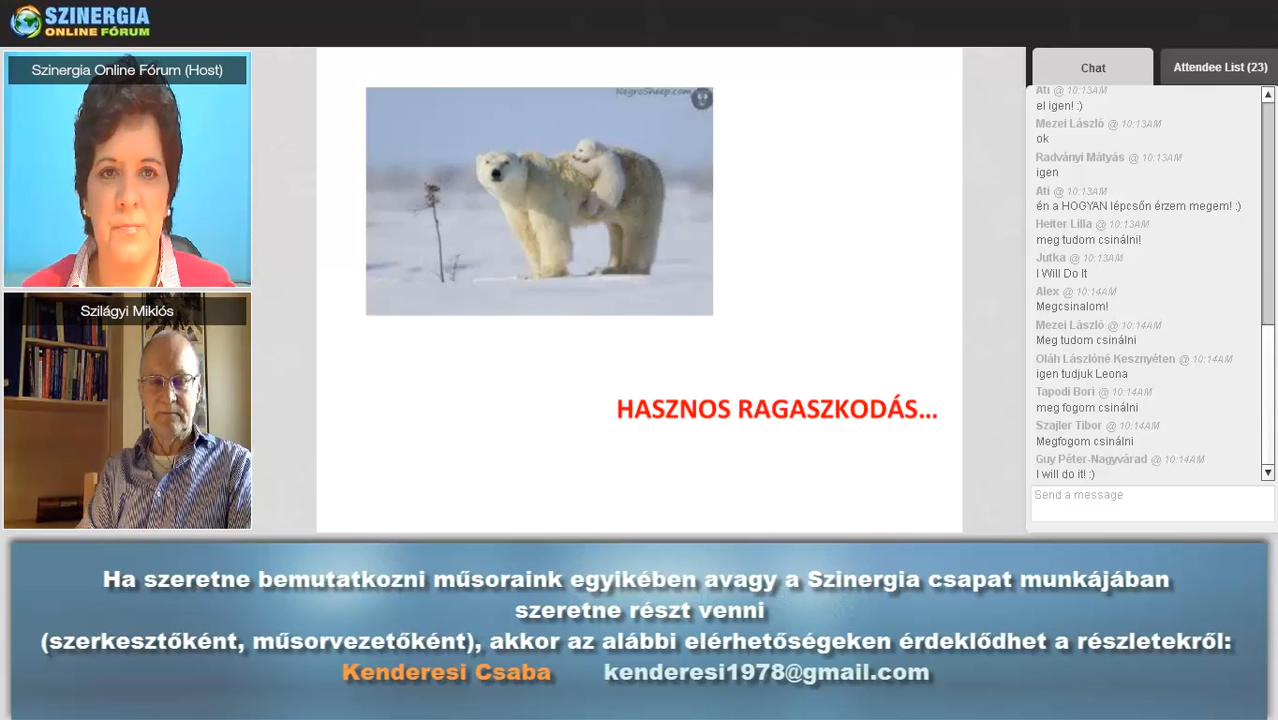 SZINERGIA
ONLINE FÓRUM
Szinergia Online Fórum (Host)
Szilágyi Miklós
NegroSheep.com
HASZNOS RAGASZKODÁS...
Chat
Attendee List (23)
Ati @ 10:13AM
el igen! :)
Mezei László @ 10:13AM
ok
Radványi Mátyás @ 10:13AM
igen
Ati @ 10:13AM
én a HOGYAN lépcsőn érzem megem! :)
Heiter Lilla @ 10:13AM
meg tudom csinálni!
Jutka @ 10:13AM
I Will Do It
Alex @ 10:14AM
Megcsinalom!
Mezei László @ 10:14AM
Meg tudom csinálni
Oláh Lászlóné Kesznyéten @ 10:14AM
igen tudjuk Leona
Tapodi Bori @ 10:14AM
meg fogom csinálni
Szajler Tibor @ 10:14AM
Megfogom csinálni
Guy Péter-Nagyvárad @ 10:14AM
I will do it! :)
Send a message
Ha szeretne bemutatkozni műsoraink egyikében avagy a Szinergia csapat munkájában
szeretne részt venni
(szerkesztőként, műsorvezetőként), akkor az alábbi elérhetőségeken érdeklődhet a részletekről:
Kenderesi Csaba kenderesi1978@gmail.com